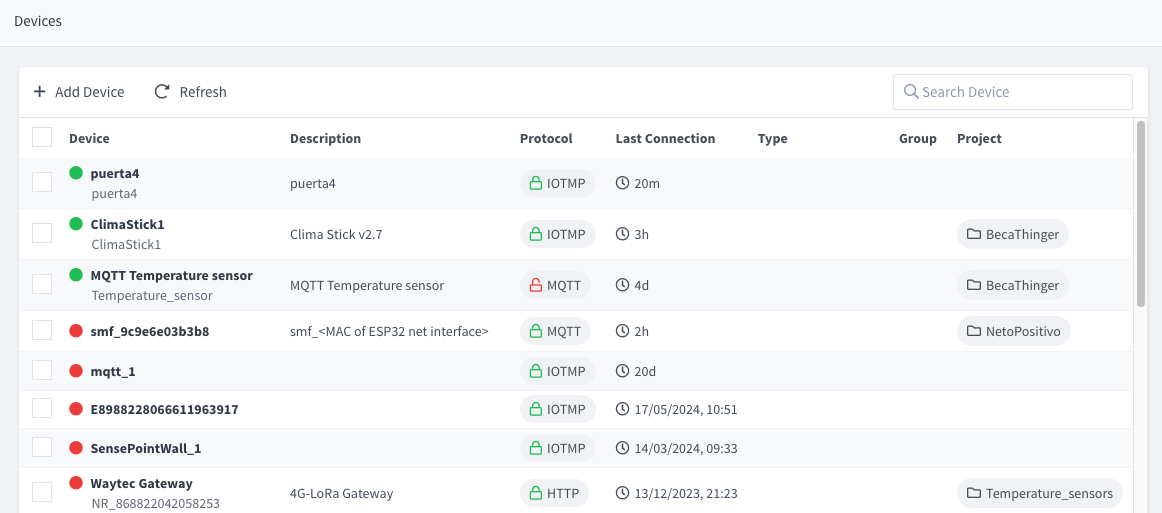 Devices
Add Device Refresh Search Device
Device Description Protocol Last Connection Type Group Project
puerta4
puerta4 puerta4 IOTMP 20m
ClimaStick1
ClimaStick1 Clima Stick v2.7 IOTMP 3h BecaThinger
MQTT Temperature sensor
Temperature_sensor MQTT Temperature sensor MQTT 4d BecaThinger
smf_9c9e6e03b3b8 smf_<MAC of ESP32 net interface> MQTT 2h NetoPositivo
mqtt_1 IOTMP 20d
E8988228066611963917 IOTMP 17/05/2024, 10:51
SensePointWall_1 IOTMP 14/03/2024, 09:33
Waytec Gateway
NR_868822042058253 4G-LoRa Gateway HTTP 13/12/2023, 21:23 Temperature_sensors